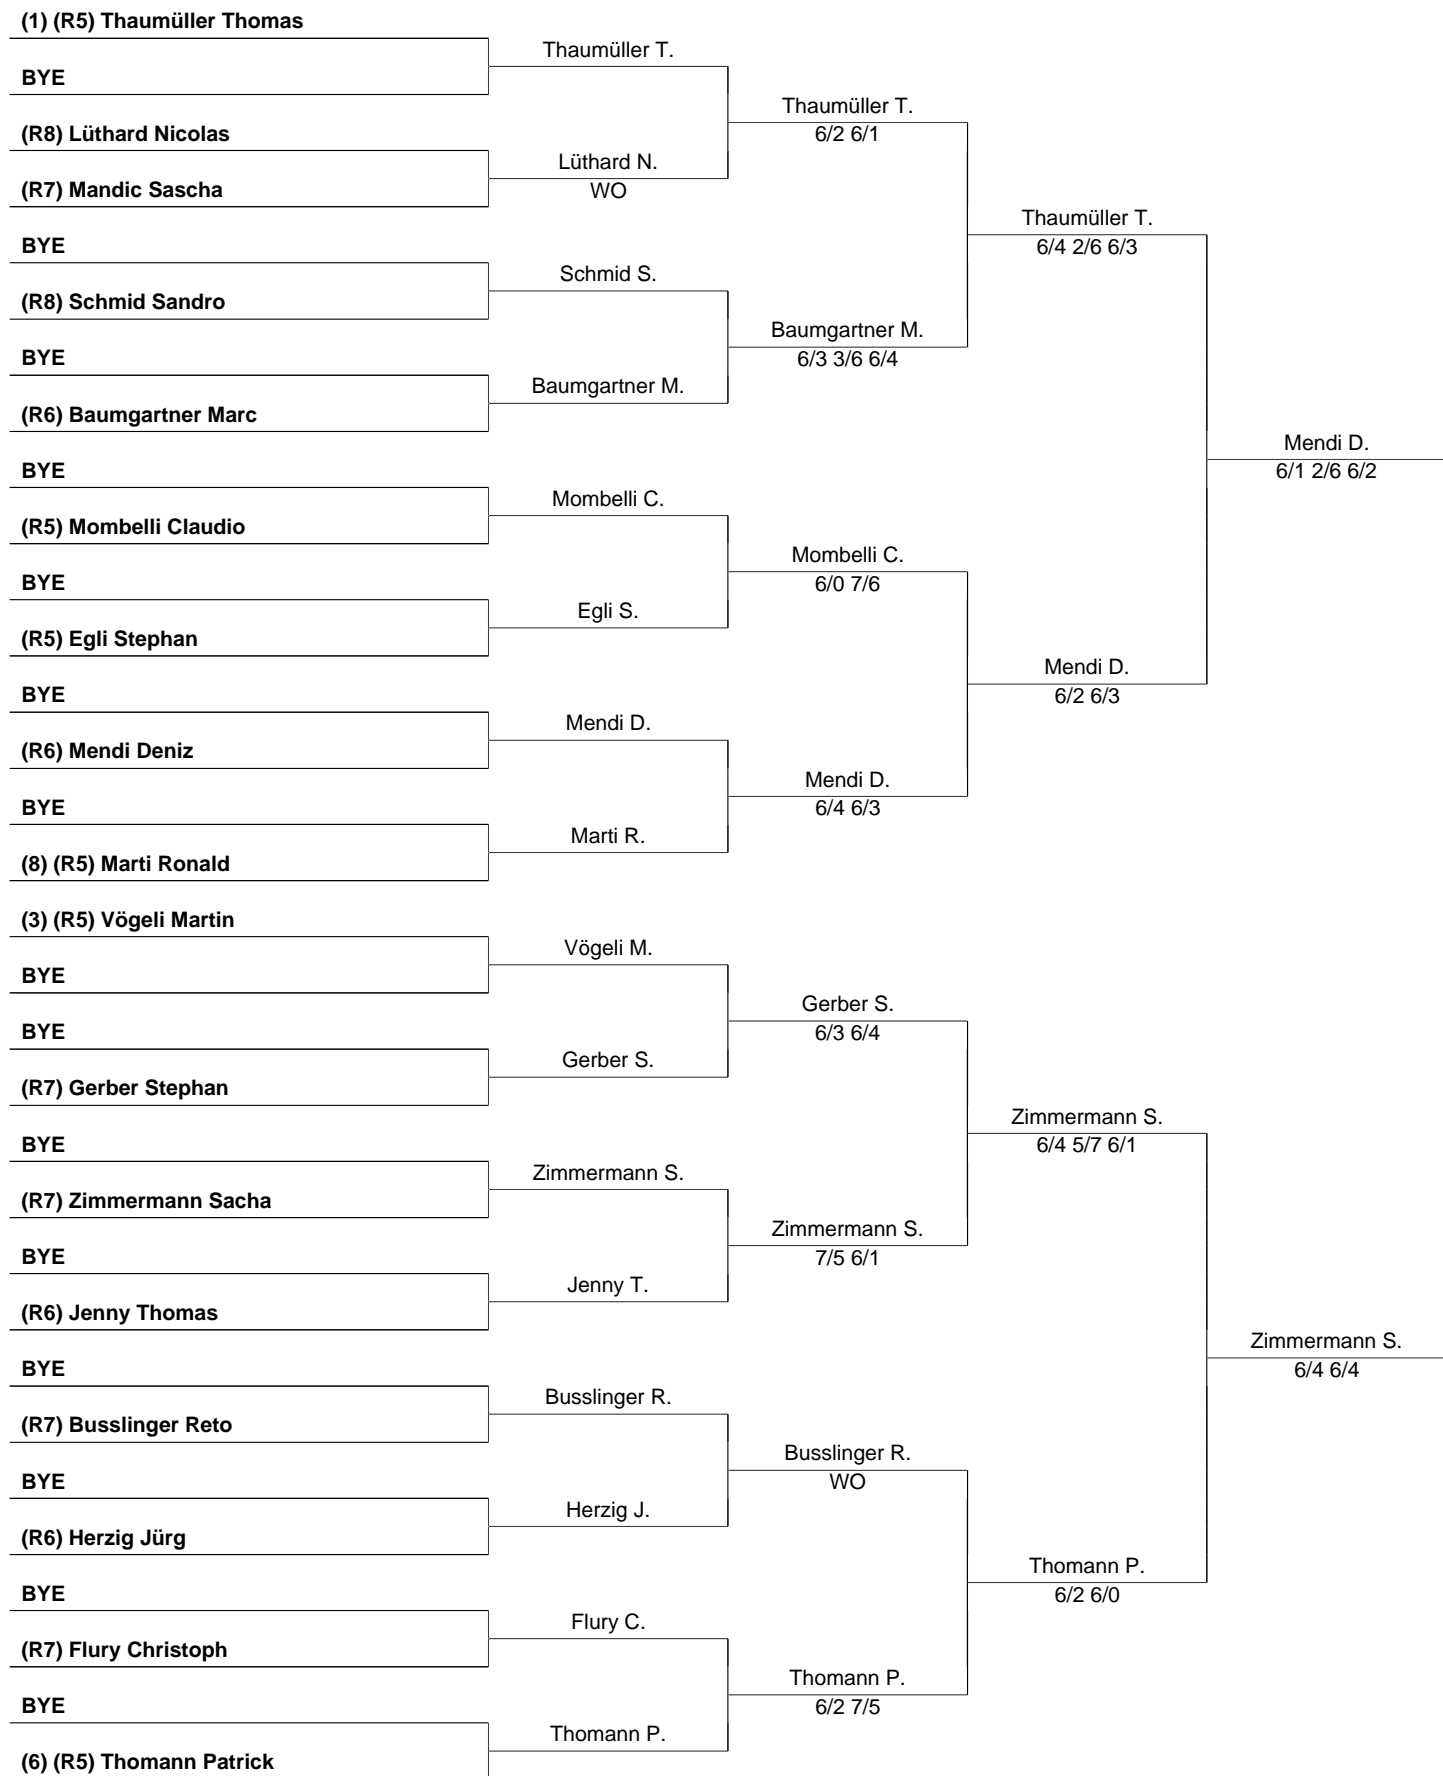 (1) (R5) Thaumüller Thomas
Thaumüller T.
BYE
Thaumüller T.
6/2 6/1
(R8) Lüthard Nicolas
Lüthard N.
WO
(R7) Mandic Sascha
Thaumüller T.
6/4 2/6 6/3
BYE
Schmid S.
(R8) Schmid Sandro
Baumgartner M.
6/3 3/6 6/4
BYE
Baumgartner M.
(R6) Baumgartner Marc
Mendi D.
6/1 2/6 6/2
BYE
Mombelli C.
(R5) Mombelli Claudio
Mombelli C.
6/0 7/6
BYE
Egli S.
(R5) Egli Stephan
Mendi D.
6/2 6/3
BYE
Mendi D.
(R6) Mendi Deniz
Mendi D.
6/4 6/3
BYE
Marti R.
(8) (R5) Marti Ronald
(3) (R5) Vögeli Martin
Vögeli M.
BYE
Gerber S.
6/3 6/4
BYE
Gerber S.
(R7) Gerber Stephan
Zimmermann S.
6/4 5/7 6/1
BYE
Zimmermann S.
(R7) Zimmermann Sacha
Zimmermann S.
7/5 6/1
BYE
Jenny T.
(R6) Jenny Thomas
Zimmermann S.
6/4 6/4
BYE
Busslinger R.
(R7) Busslinger Reto
Busslinger R.
WO
BYE
Herzig J.
(R6) Herzig Jürg
Thomann P.
6/2 6/0
BYE
Flury C.
(R7) Flury Christoph
Thomann P.
6/2 7/5
BYE
Thomann P.
(6) (R5) Thomann Patrick